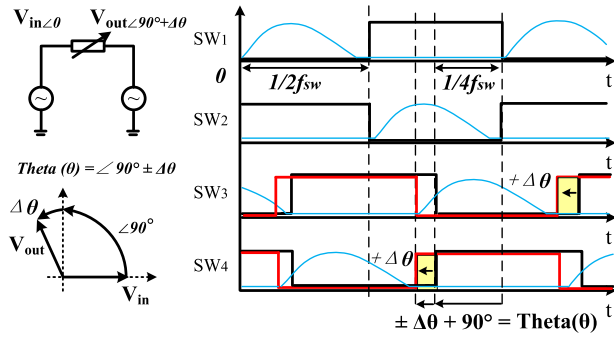 Vin∠0
Vout∠90°+Δθ
~
~
Theta (θ) = ∠ 90° ± Δθ
Δθ
∠90°
Vout
Vin
SW1
0
1/2fsw
1/4fsw
t
SW2
t
SW3
+Δθ
t
SW4
+Δθ
t
± Δθ + 90° = Theta(θ)